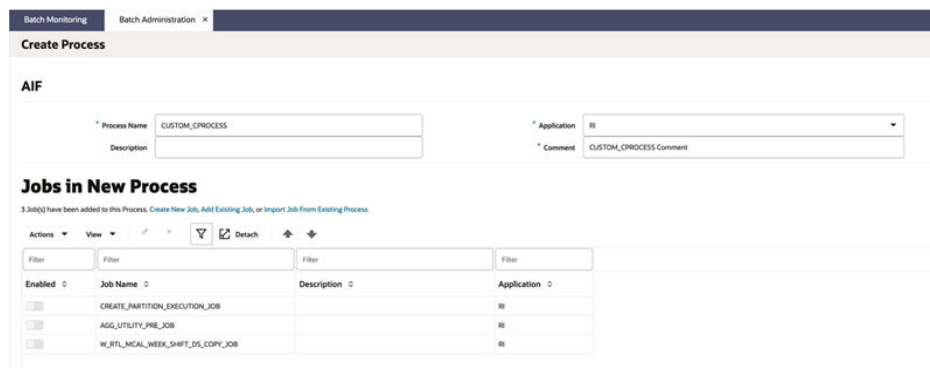 Batch Monitoring Batch Administration ×
Create Process
AIF
* Process Name CUSTOM_CPROCESS * Application RI
Description * Comment CUSTOM_CPROCESS Comment
Jobs in New Process
3 Job(s) have been added to this Process. Create New Job, Add Existing Job, or Import Job From Existing Process
Actions View Detach
Filter Filter Filter Filter
Enabled Job Name Description Application
CREATE_PARTITION_EXECUTION_JOB RI
AGG_UTILITY_PRE_JOB RI
W_RTL_MCAL_WEEK_SHIFT_DS_COPY_JOB RI